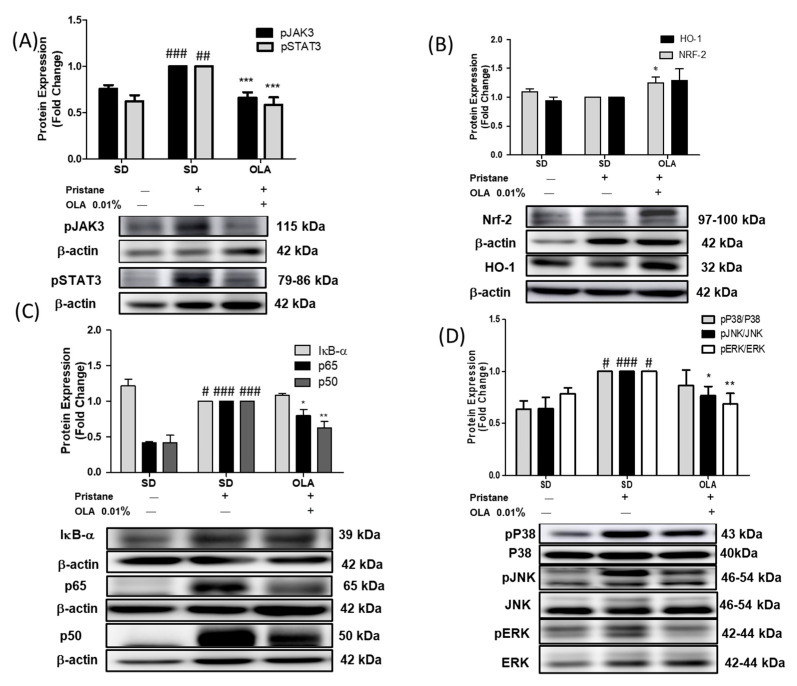 (A)
pJAK3
pSTAT3
Protein Expression
(Fold Change)
1.5
1.0
0.5
0.0
### ##
*** ***
SD SD OLA
Pristane — + +
OLA 0.01% — — +
pJAK3 115 kDa
β-actin 42 kDa
pSTAT3 79-86 kDa
β-actin 42 kDa
(B)
HO-1
NRF-2
Protein Expression
(Fold Change)
2.0
1.5
1.0
0.5
0.0
*
SD SD OLA
Pristane — + +
OLA 0.01% — — +
Nrf-2 97-100 kDa
β-actin 42 kDa
HO-1 32 kDa
β-actin 42 kDa
(C)
IκB-α
p65
p50
Protein Expression
(Fold Change)
2.0
1.5
1.0
0.5
0.0
# ### ###
* **
SD SD OLA
Pristane — + +
OLA 0.01% — — +
IκB-α 39 kDa
β-actin 42 kDa
p65 65 kDa
β-actin 42 kDa
p50 50 kDa
β-actin 42 kDa
(D)
pP38/P38
pJNK/JNK
pERK/ERK
Protein Expression
(Fold Change)
1.5
1.0
0.5
0.0
# ### #
* **
SD SD OLA
Pristane — + +
OLA 0.01% — — +
pP38 43 kDa
P38 40kDa
pJNK 46-54 kDa
JNK 46-54 kDa
pERK 42-44 kDa
ERK 42-44 kDa